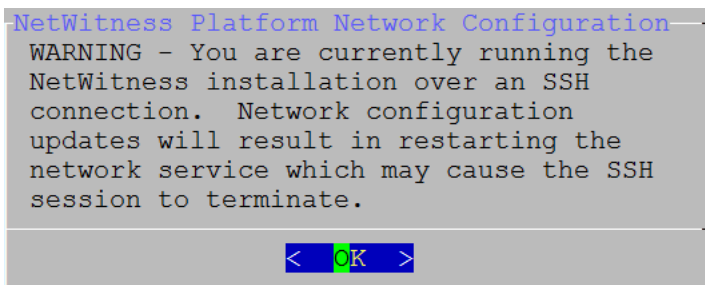 NetWitness Platform Network Configuration
WARNING - You are currently running the
NetWitness installation over an SSH
connection.  Network configuration
updates will result in restarting the
network service which may cause the SSH
session to terminate.
<  OK  >